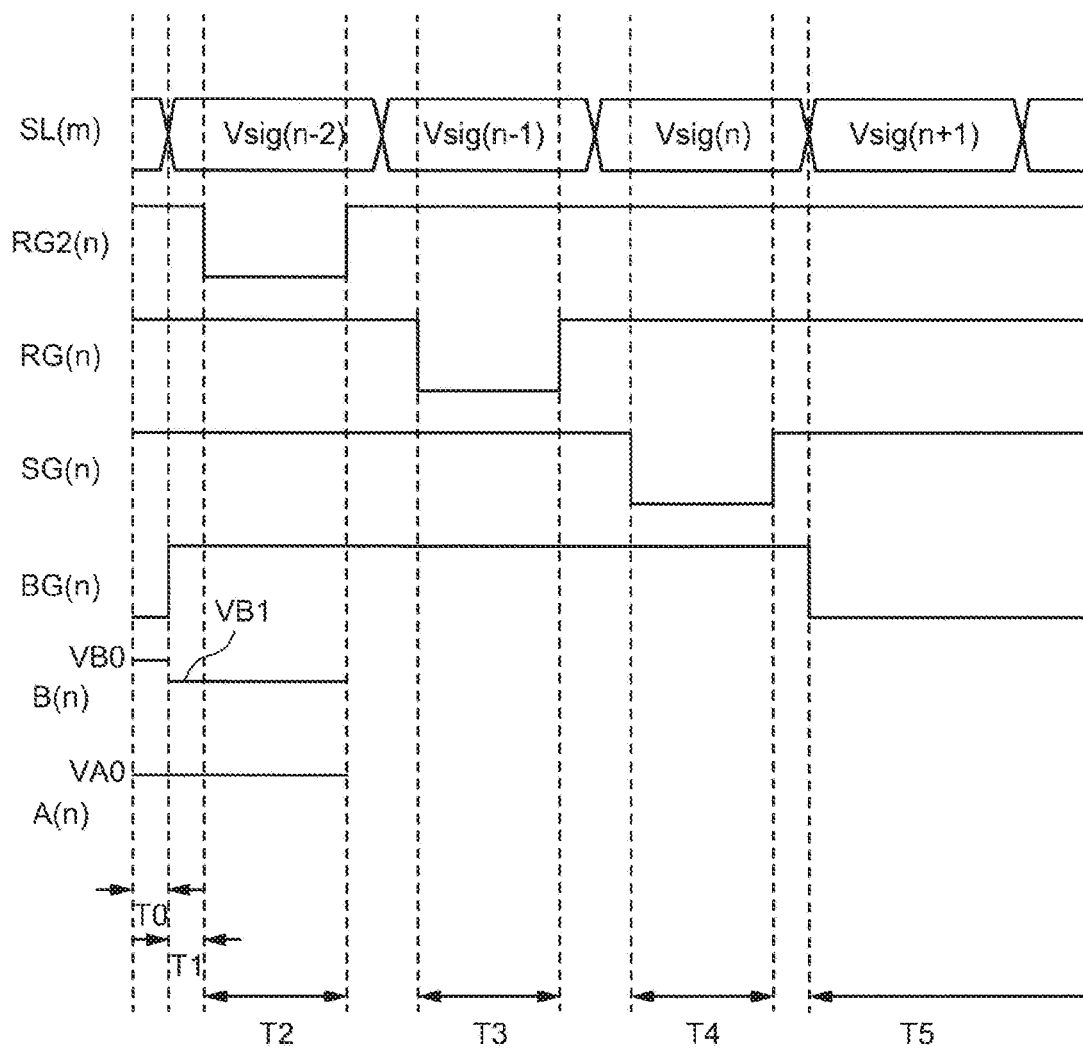 SL(m) Vsig(n-2) Vsig(n-1) Vsig(n) Vsig(n+1)
RG2(n)
RG(n)
SG(n)
BG(n)
VB1
VB0
B(n)
VA0
A(n)
T0
T1
T2 T3 T4 T5